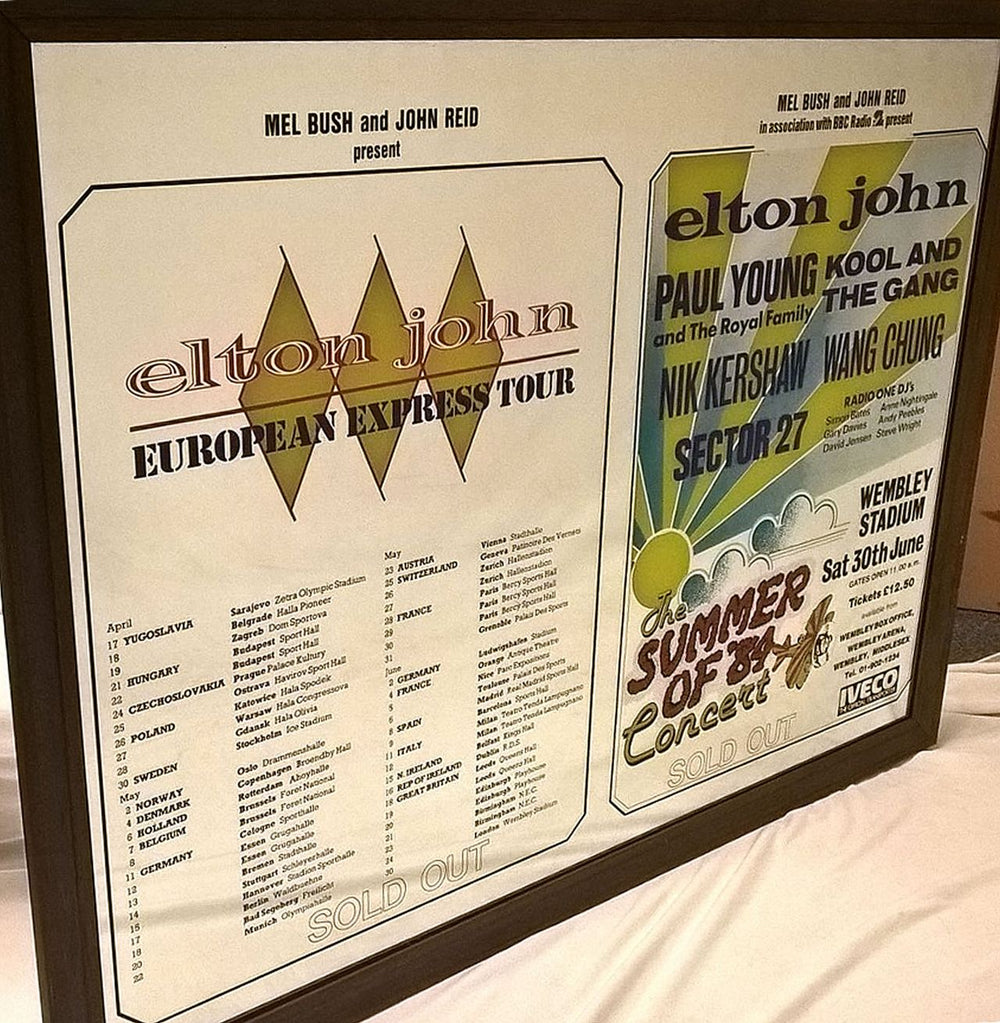 MEL BUSH and JOHN REID
present
elton john
EUROPEAN EXPRESS TOUR
April
17 YUGOSLAVIA Sarajevo Zetra Olympic Stadium
18 Belgrade Halla Pioneer
19 Zagreb Dom Sportova
21 HUNGARY Budapest Sport Hall
22 Budapest Sport Hall
24 CZECHOSLOVAKIA Prague Palace Kultury
25 Ostrava Havirov Sport Hall
26 POLAND Katowice Hala Spodek
27 Warsaw Hala Congressova
28 Gdansk Hala Olivia
30 SWEDEN Stockholm Ice Stadium
May
2 NORWAY Oslo Drammenshalle
4 DENMARK Copenhagen Broendby Hall
6 HOLLAND Rotterdam Ahoyhalle
7 BELGIUM Brussels Foret National
8 Brussels Foret National
11 GERMANY Cologne Sporthalle
12 Essen Grugahalle
13 Essen Grugahalle
14 Bremen Stadthalle
15 Stuttgart Schleyerhalle
17 Hannover Stadion Sporthalle
18 Berlin Waldbuehne
20 Bad Segeberg Freilicht
22 Munich Olympiahalle
May
23 AUSTRIA Vienna Stadthalle
25 SWITZERLAND Geneva Patinoire Des Vernets
26 Zurich Hallenstadion
27 Zurich Hallenstadion
28 FRANCE Paris Bercy Sports Hall
29 Paris Bercy Sports Hall
30 Paris Bercy Sports Hall
31 Grenoble Palais Des Sports
June
2 GERMANY Ludwigshafen Stadium
4 FRANCE Orange Antique Theatre
5 Nice Parc Expositions
6 Toulouse Palais Des Sports
8 SPAIN Madrid Real Madrid Sports Hall
9 Barcelona Sports Hall
11 ITALY Milan Teatro Tenda Lampugnano
12 Milan Teatro Tenda Lampugnano
15 N. IRELAND Belfast Kings Hall
16 REP OF IRELAND Dublin R.D.S.
18 GREAT BRITAIN Leeds Queens Hall
19 Leeds Queens Hall
20 Edinburgh Playhouse
21 Edinburgh Playhouse
23 Birmingham N.E.C.
24 Birmingham N.E.C.
30 London Wembley Stadium
SOLD OUT
MEL BUSH and JOHN REID
in association with BBC Radio present
elton john
PAUL YOUNG
and The Royal Family
KOOL AND
THE GANG
NIK KERSHAW
WANG CHUNG
SECTOR 27
RADIO ONE DJ's
Simon Bates Anne Nightingale
Gary Davies Andy Peebles
David Jensen Steve Wright
WEMBLEY
STADIUM
Sat 30th June
GATES OPEN 11.00 a.m.
Tickets £12.50
available from
WEMBLEY BOX OFFICE,
WEMBLEY ARENA,
WEMBLEY, MIDDLESEX
Tel. 01-902-1234
The
SUMMER
OF '84
Concert
IVECO
SOLD OUT